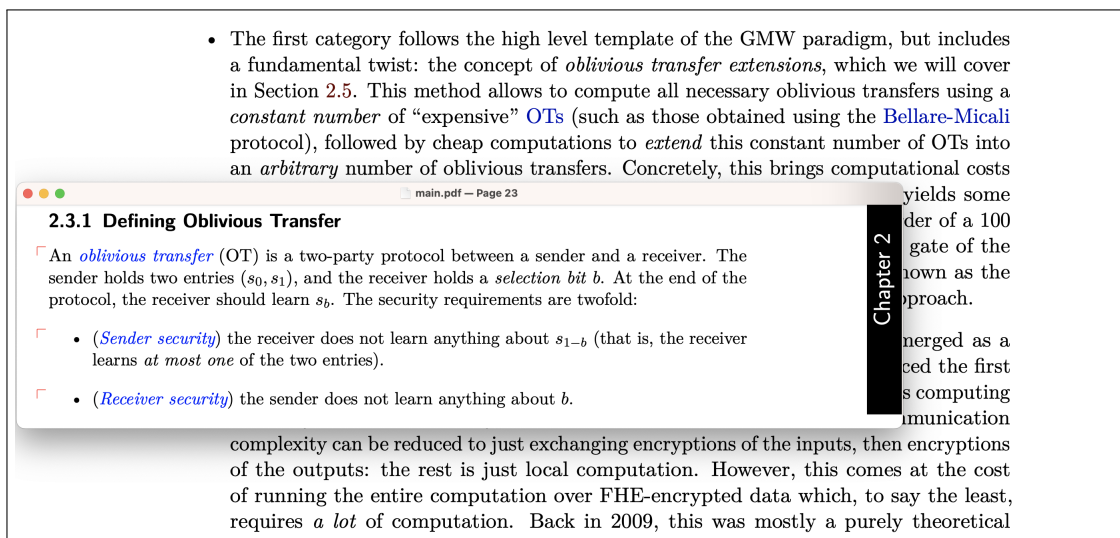 • The first category follows the high level template of the GMW paradigm, but includes
a fundamental twist: the concept of oblivious transfer extensions, which we will cover
in Section 2.5. This method allows to compute all necessary oblivious transfers using a
constant number of “expensive” OTs (such as those obtained using the Bellare-Micali
protocol), followed by cheap computations to extend this constant number of OTs into
an arbitrary number of oblivious transfers. Concretely, this brings computational costs
main.pdf — Page 23
2.3.1 Defining Oblivious Transfer
An oblivious transfer (OT) is a two-party protocol between a sender and a receiver. The
sender holds two entries (s₀, s₁), and the receiver holds a selection bit b. At the end of the
protocol, the receiver should learn s_b. The security requirements are twofold:
• (Sender security) the receiver does not learn anything about s_{1−b} (that is, the receiver
learns at most one of the two entries).
• (Receiver security) the sender does not learn anything about b.
Chapter 2
yields some
der of a 100
gate of the
nown as the
pproach.
merged as a
ced the first
s computing
mmunication
complexity can be reduced to just exchanging encryptions of the inputs, then encryptions
of the outputs: the rest is just local computation. However, this comes at the cost
of running the entire computation over FHE-encrypted data which, to say the least,
requires a lot of computation. Back in 2009, this was mostly a purely theoretical